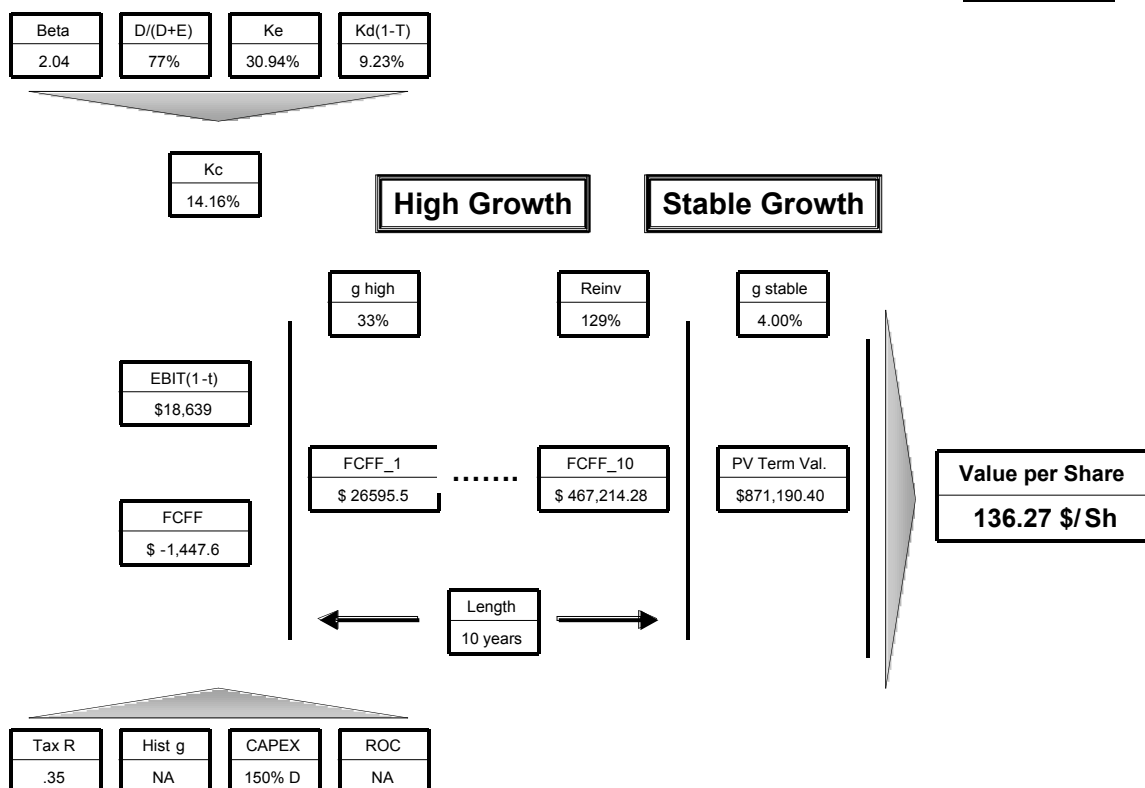 Beta D/(D+E) Ke Kd(1-T)
2.04 77% 30.94% 9.23%
Kc
14.16%
High Growth Stable Growth
g high Reinv g stable
33% 129% 4.00%
EBIT(1-t)
$18,639
FCFF_1 ....... FCFF_10 PV Term Val.
$ 26595.5 $ 467,214.28 $871,190.40
Value per Share
136.27 $/Sh
FCFF
$ -1,447.6
Length
10 years
Tax R Hist g CAPEX ROC
.35 NA 150% D NA